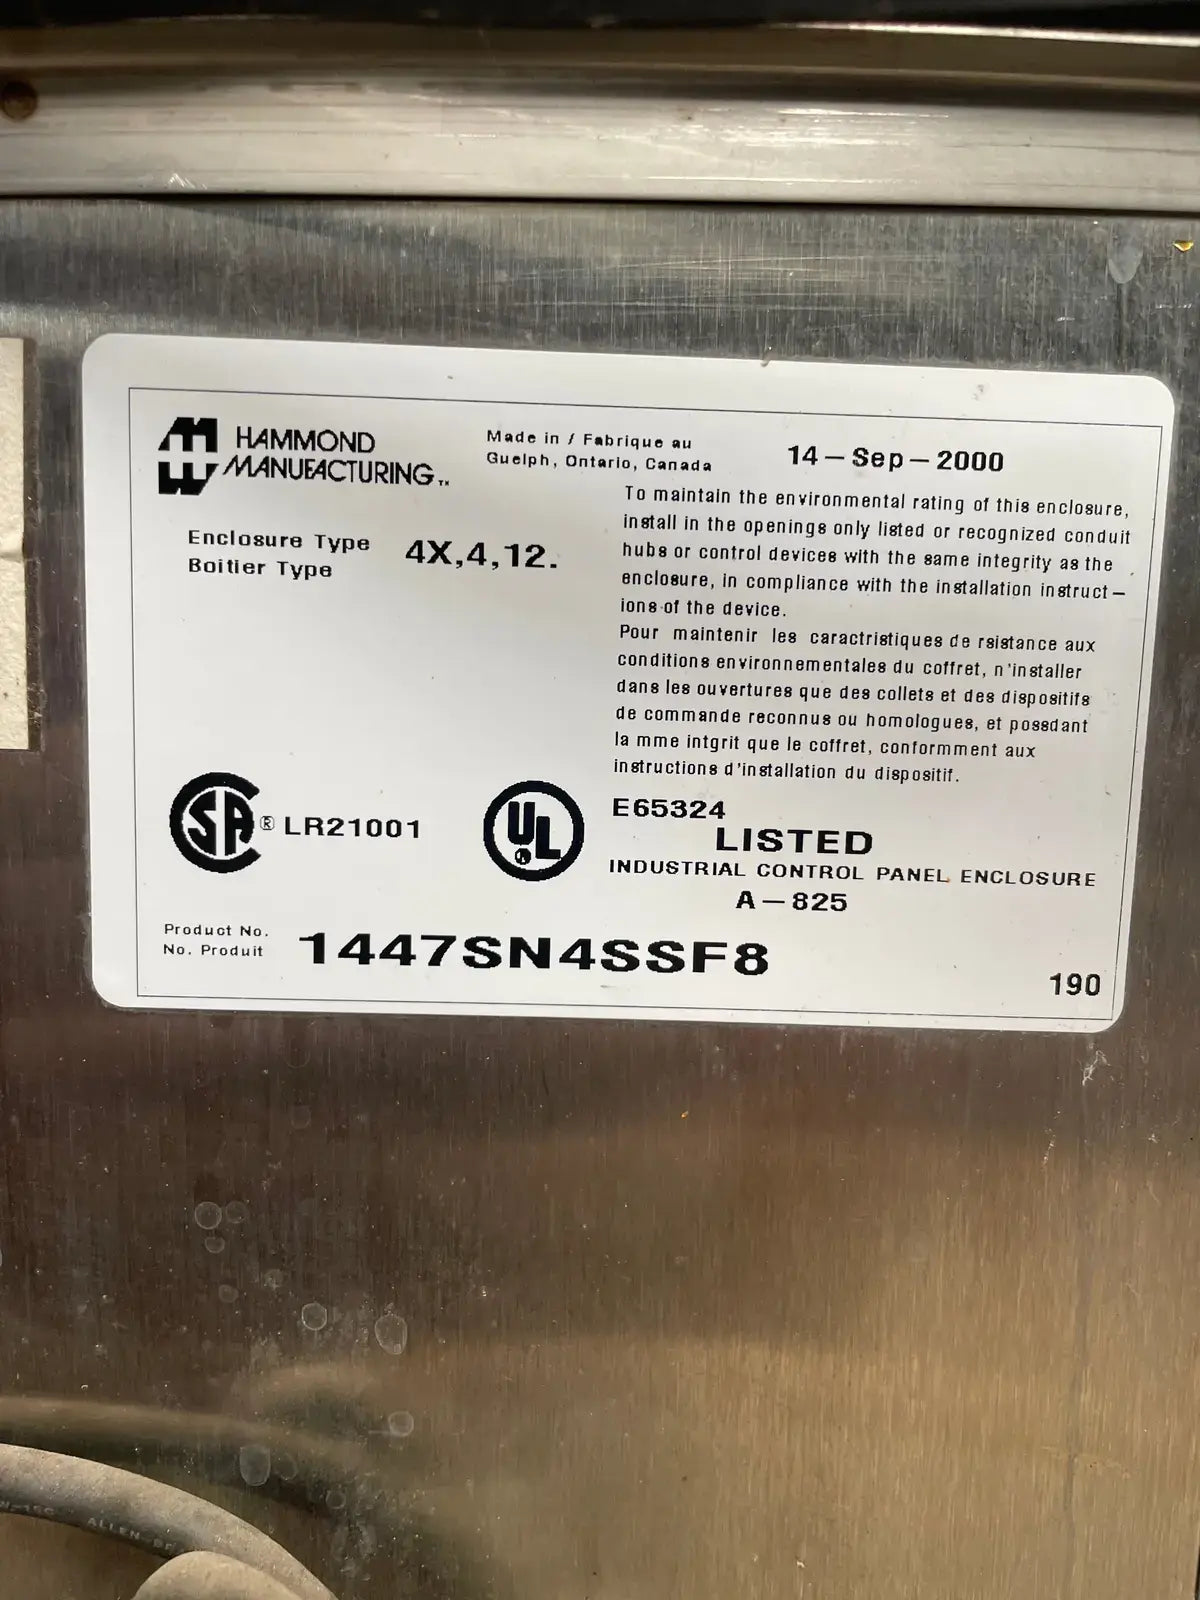 HAMMOND
MANUFACTURING™
Made in / Fabrique au
Guelph, Ontario, Canada
14-Sep-2000
Enclosure Type
Boitier Type
4X,4,12.
To maintain the environmental rating of this enclosure,
install in the openings only listed or recognized conduit
hubs or control devices with the same integrity as the
enclosure, in compliance with the installation instruct-
ions of the device.
Pour maintenir les caractristiques de rsistance aux
conditions environnementales du coffret, n'installer
dans les ouvertures que des collets et des dispositifs
de commande reconnus ou homologues, et possdant
la mme intgrit que le coffret, conformment aux
instructions d'installation du dispositif.
SA® LR21001
UL
E65324
LISTED
INDUSTRIAL CONTROL PANEL ENCLOSURE
A-825
Product No.
No. Produit
1447SN4SSF8
190
ALLEN